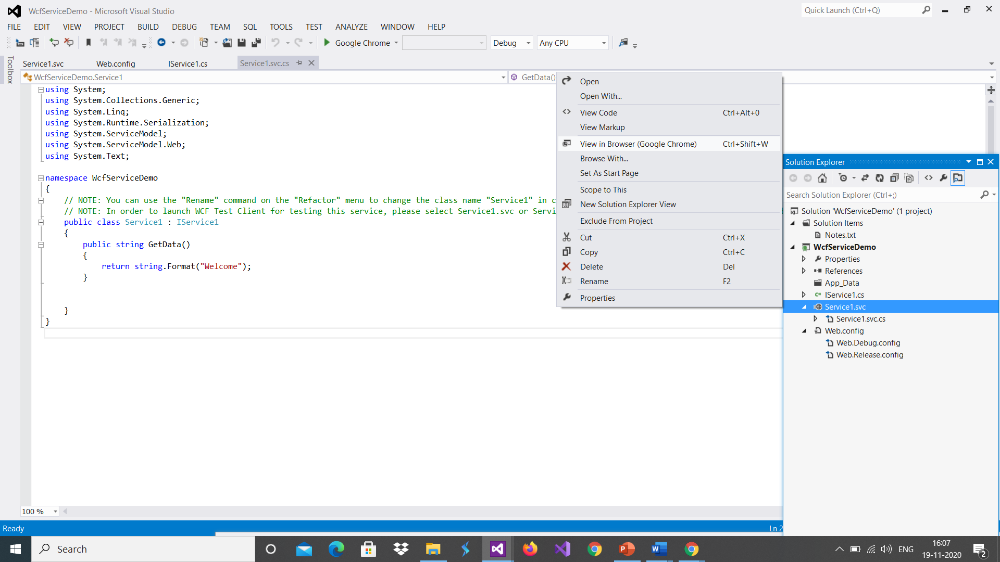 WcfServiceDemo - Microsoft Visual Studio
Quick Launch (Ctrl+Q)
FILE EDIT VIEW PROJECT BUILD DEBUG TEAM SQL TOOLS TEST ANALYZE WINDOW HELP
Google Chrome Debug Any CPU
Toolbox
Service1.svc Web.config IService1.cs Service1.svc.cs
WcfServiceDemo.Service1 GetData()
using System;
using System.Collections.Generic;
using System.Linq;
using System.Runtime.Serialization;
using System.ServiceModel;
using System.ServiceModel.Web;
using System.Text;
namespace WcfServiceDemo
{
// NOTE: You can use the "Rename" command on the "Refactor" menu to change the class name "Service1" in c
// NOTE: In order to launch WCF Test Client for testing this service, please select Service1.svc or Servi
public class Service1 : IService1
{
public string GetData()
{
return string.Format("Welcome");
}
}
}
Open
Open With...
View Code Ctrl+Alt+0
View Markup
View in Browser (Google Chrome) Ctrl+Shift+W
Browse With...
Set As Start Page
Scope to This
New Solution Explorer View
Exclude From Project
Cut Ctrl+X
Copy Ctrl+C
Delete Del
Rename F2
Properties
Solution Explorer
Search Solution Explorer (Ctrl+;)
Solution 'WcfServiceDemo' (1 project)
Solution Items
Notes.txt
WcfServiceDemo
Properties
References
App_Data
C# IService1.cs
Service1.svc
Service1.svc.cs
Web.config
Web.Debug.config
Web.Release.config
100 %
Ready Ln 2
Search
ENG
16:07
19-11-2020
2